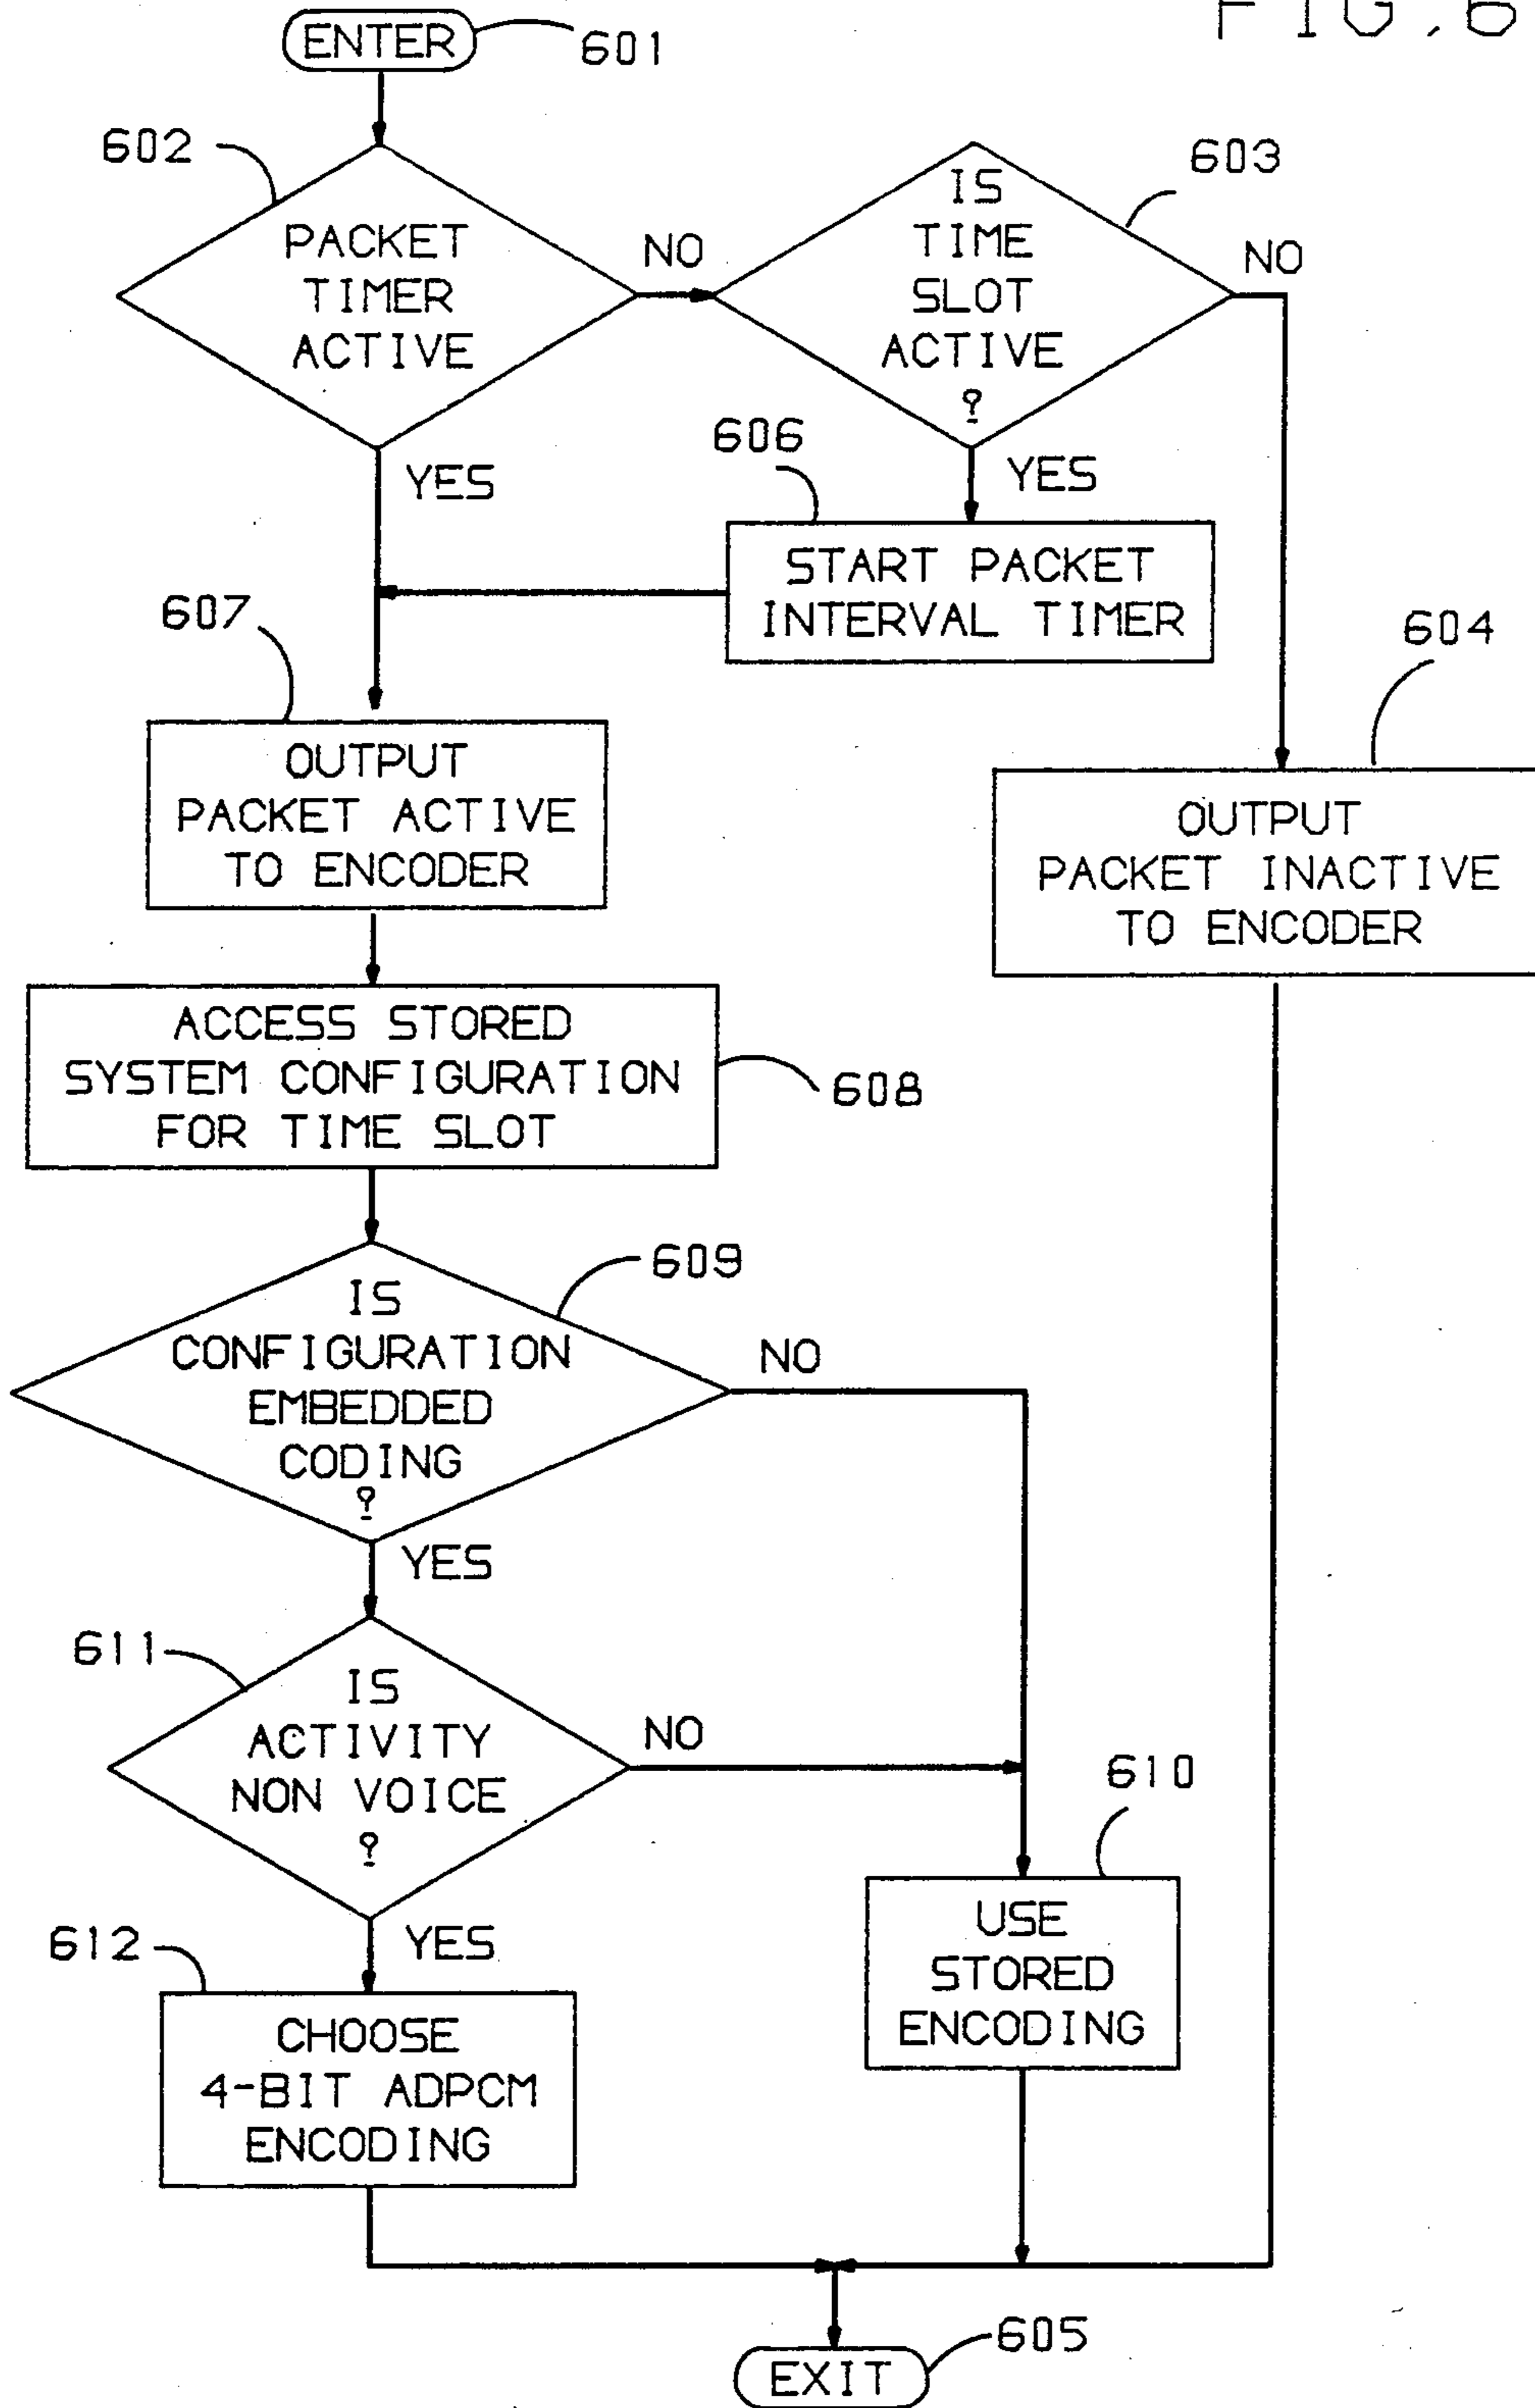 FIG.6
ENTER
601
602
PACKET
TIMER
ACTIVE
NO
603
IS
TIME
SLOT
ACTIVE
?
NO
YES
606
YES
START PACKET
INTERVAL TIMER
607
604
OUTPUT
PACKET ACTIVE
TO ENCODER
OUTPUT
PACKET INACTIVE
TO ENCODER
ACCESS STORED
SYSTEM CONFIGURATION
FOR TIME SLOT
608
609
IS
CONFIGURATION
EMBEDDED
CODING
?
NO
YES
611
IS
ACTIVITY
NON VOICE
?
NO
610
YES
USE
STORED
ENCODING
612
CHOOSE
4-BIT ADPCM
ENCODING
605
EXIT